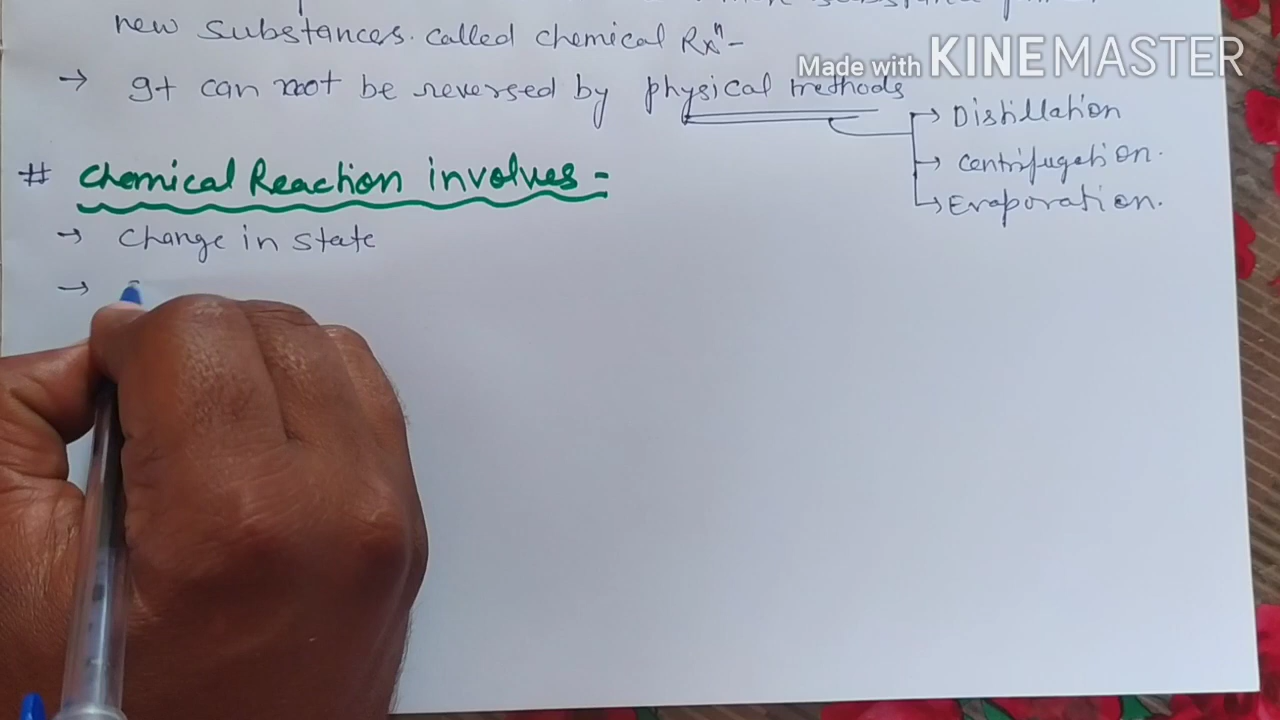 new substances. called chemical Rxⁿ-
Made with KINEMASTER
→ It can not be reversed by physical methods
→ Distillation
→ Centrifugation.
→ Evaporation.
# Chemical Reaction involves -
→ Change in state
→